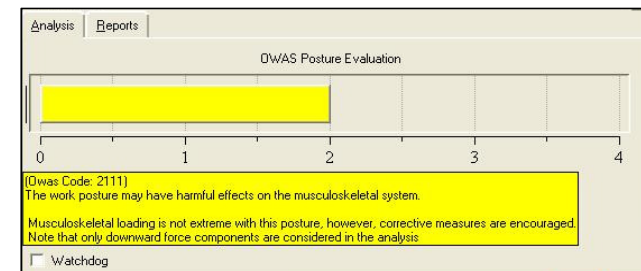 Analysis Reports
OWAS Posture Evaluation
0 1 2 3 4
(Owas Code: 2111)
The work posture may have harmful effects on the musculoskeletal system.
Musculoskeletal loading is not extreme with this posture, however, corrective measures are encouraged.
Note that only downward force components are considered in the analysis
Watchdog